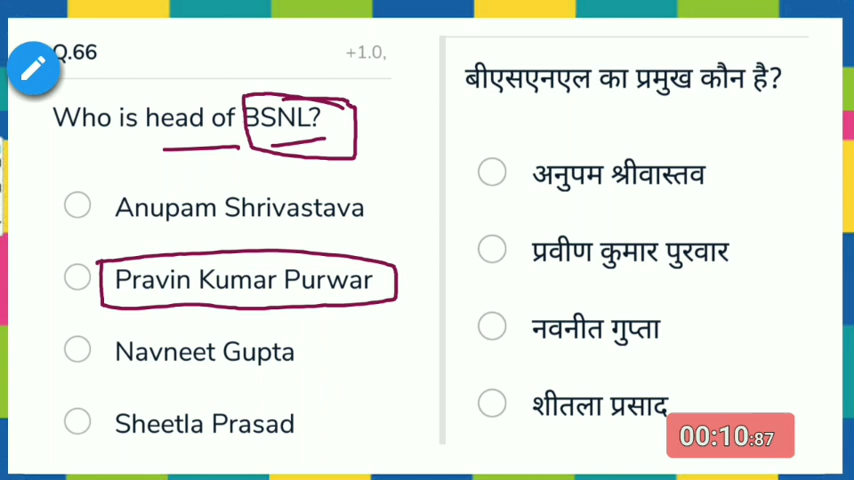 Q.66
+1.0,
Who is head of BSNL?
Anupam Shrivastava
Pravin Kumar Purwar
Navneet Gupta
Sheetla Prasad
बीएसएनएल का प्रमुख कौन है?
अनुपम श्रीवास्तव
प्रवीण कुमार पुरवार
नवनीत गुप्ता
शीतला प्रसाद
00:10.87